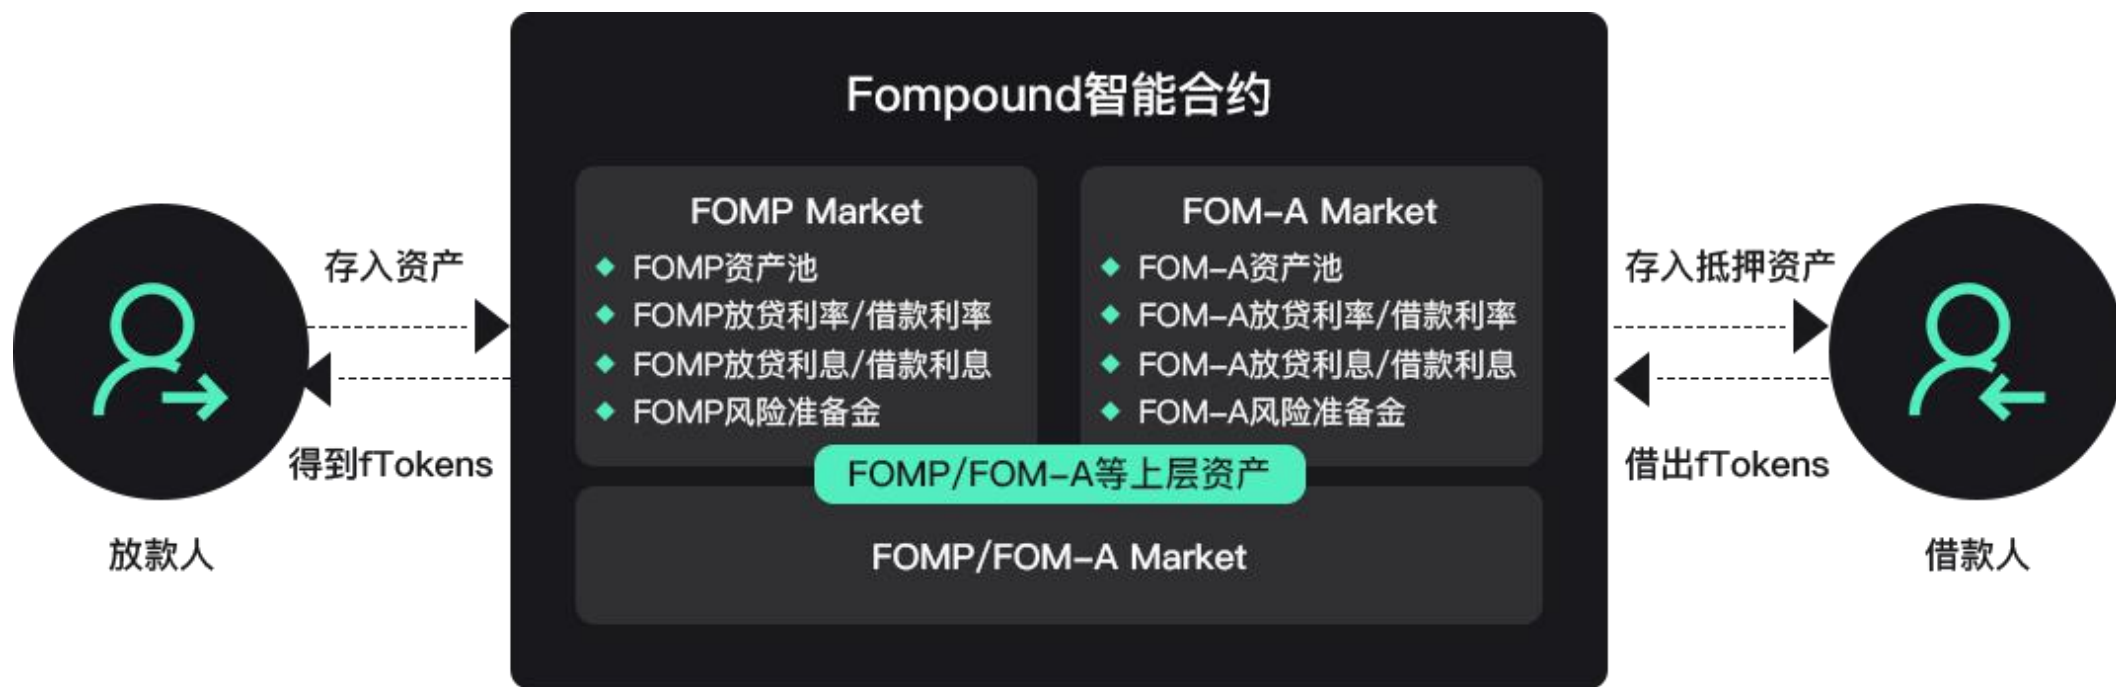 Fompound智能合约
存入资产
得到fTokens
放款人
FOMP Market
FOMP资产池
FOMP放贷利率/借款利率
FOMP放贷利息/借款利息
FOMP风险准备金
FOM-A Market
FOM-A资产池
FOM-A放贷利率/借款利率
FOM-A放贷利息/借款利息
FOM-A风险准备金
FOMP/FOM-A等上层资产
FOMP/FOM-A Market
存入抵押资产
借出fTokens
借款人